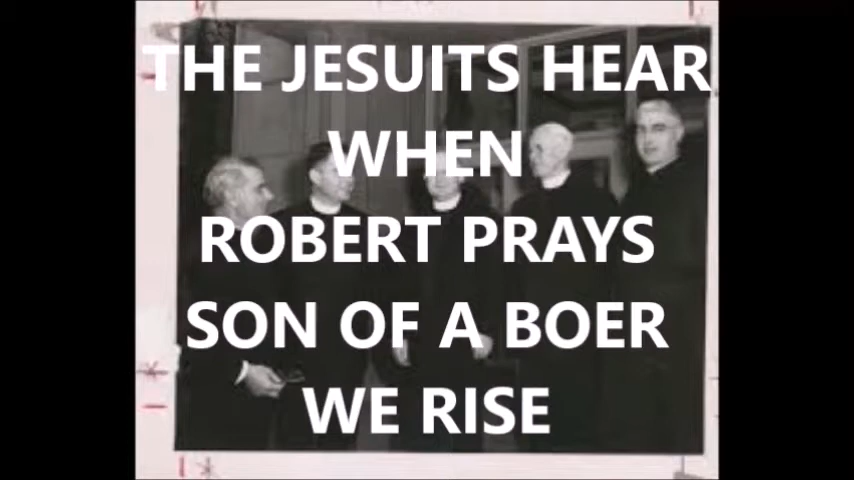 THE JESUITS HEAR
WHEN
ROBERT PRAYS
SON OF A BOER
WE RISE